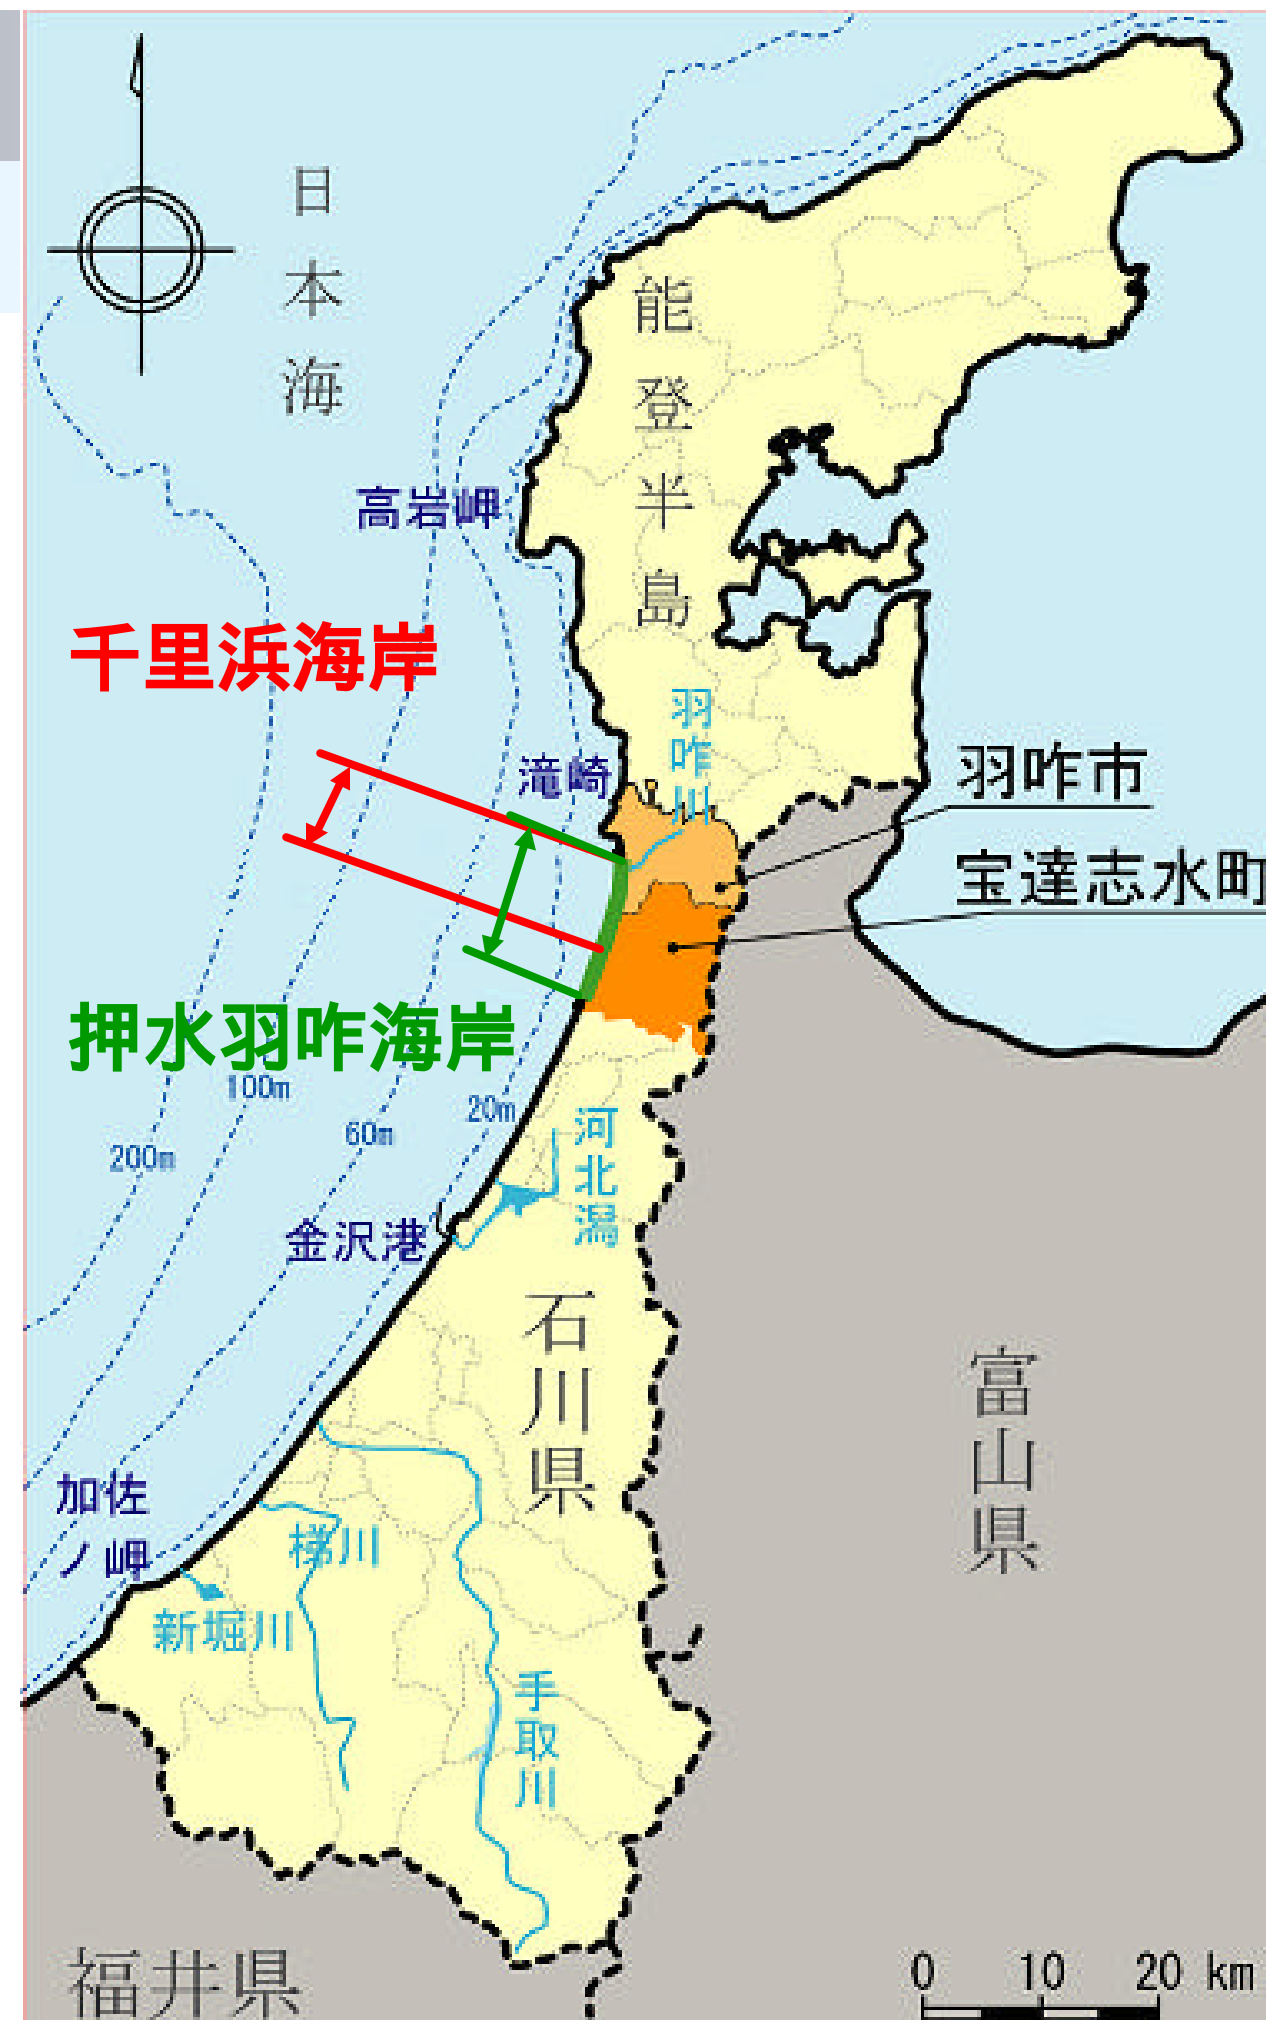 日本海
能登半島
高岩岬
千里浜海岸
羽咋川
滝崎
羽咋市
宝達志水町
押水羽咋海岸
100m
20m
60m
200m
河北潟
金沢港
石川県
富山県
加佐
ノ岬
梯川
新堀川
手取川
福井県
0 10 20 km